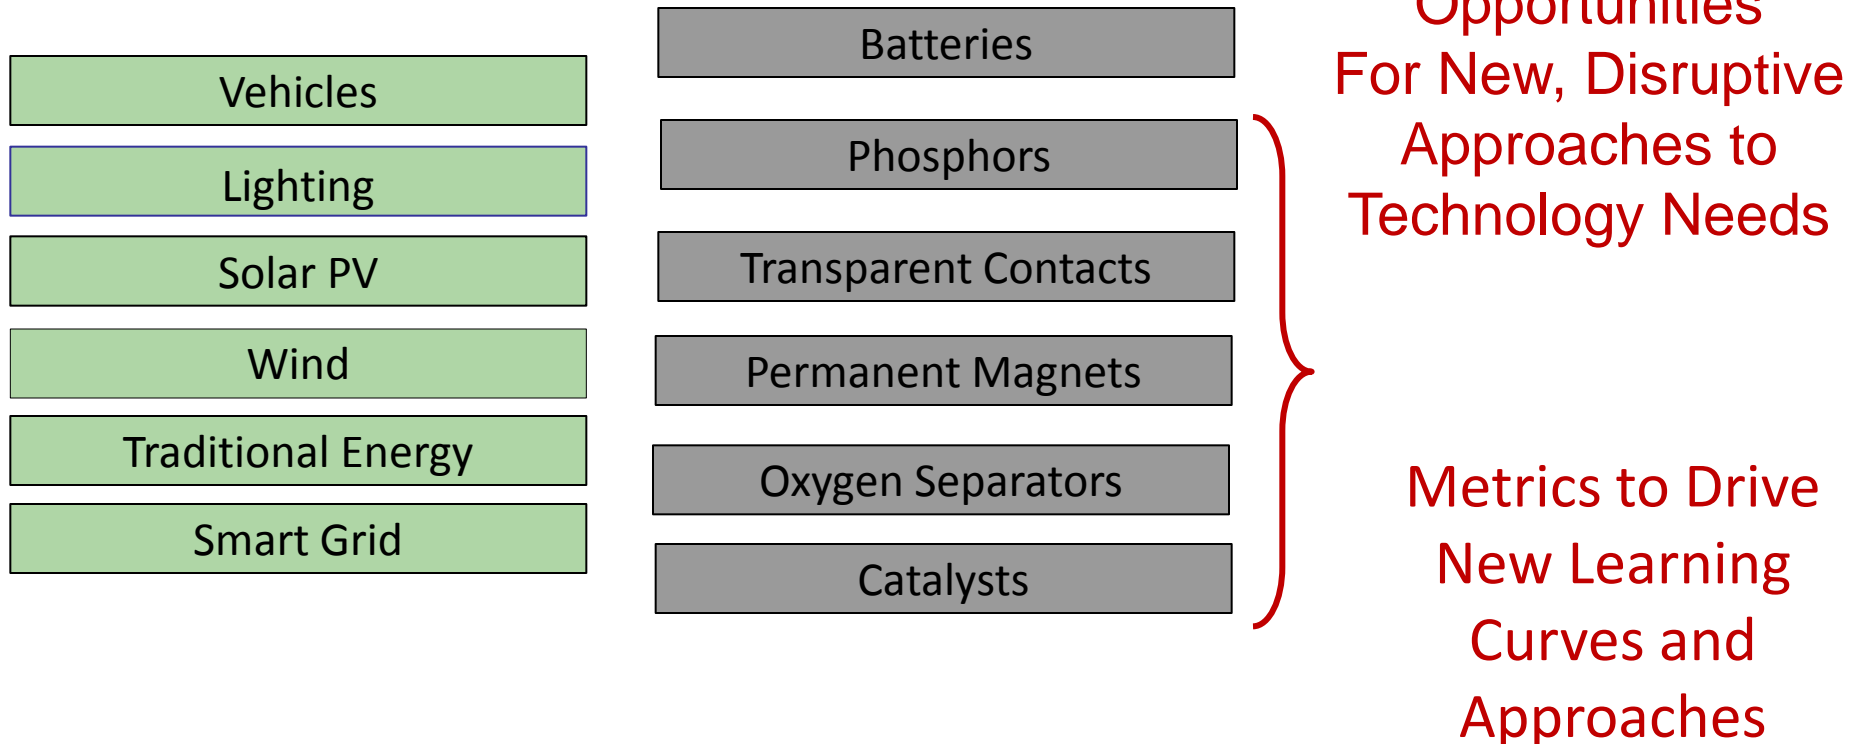 Vehicles
Lighting
Solar PV
Wind
Traditional Energy
Smart Grid
Batteries
Phosphors
Transparent Contacts
Permanent Magnets
Oxygen Separators
Catalysts
Opportunities
For New, Disruptive
Approaches to
Technology Needs
Metrics to Drive
New Learning
Curves and
Approaches